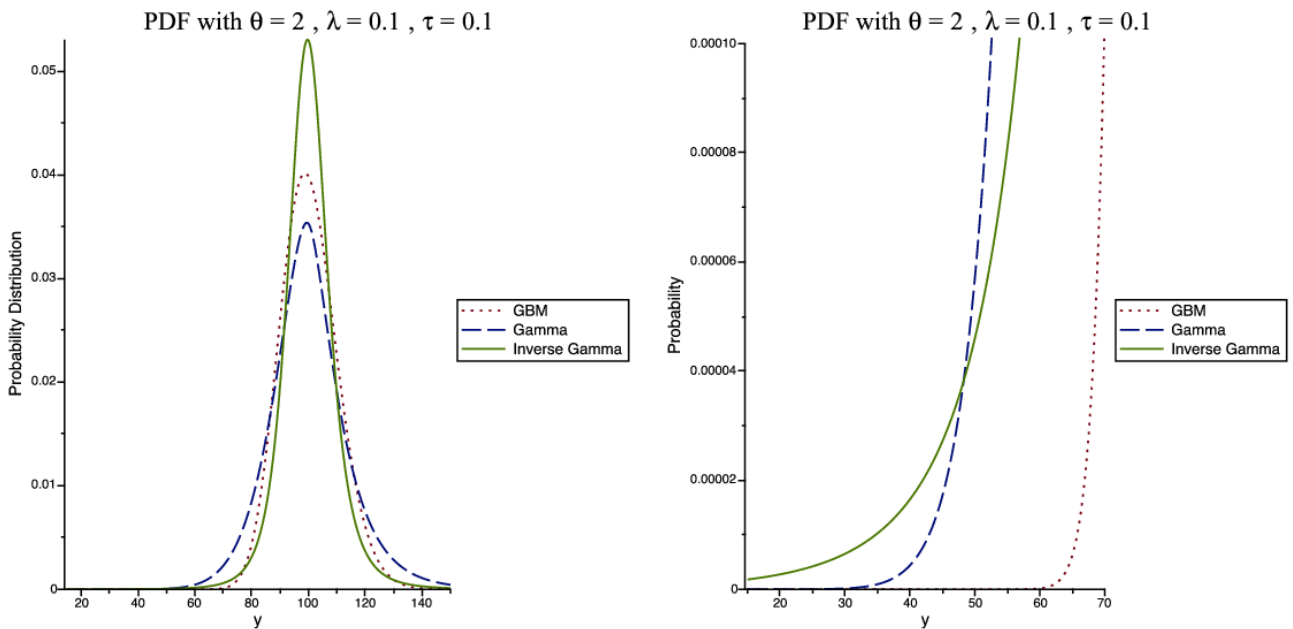 PDF with θ = 2 , λ = 0.1 , τ = 0.1
0.05
0.04
0.03
0.02
0.01
0
Probability Distribution
20 40 60 80 100 120 140
y
GBM
Gamma
Inverse Gamma
PDF with θ = 2 , λ = 0.1 , τ = 0.1
0.00010
0.00008
0.00006
0.00004
0.00002
0
Probability
20 30 40 50 60 70
y
GBM
Gamma
Inverse Gamma